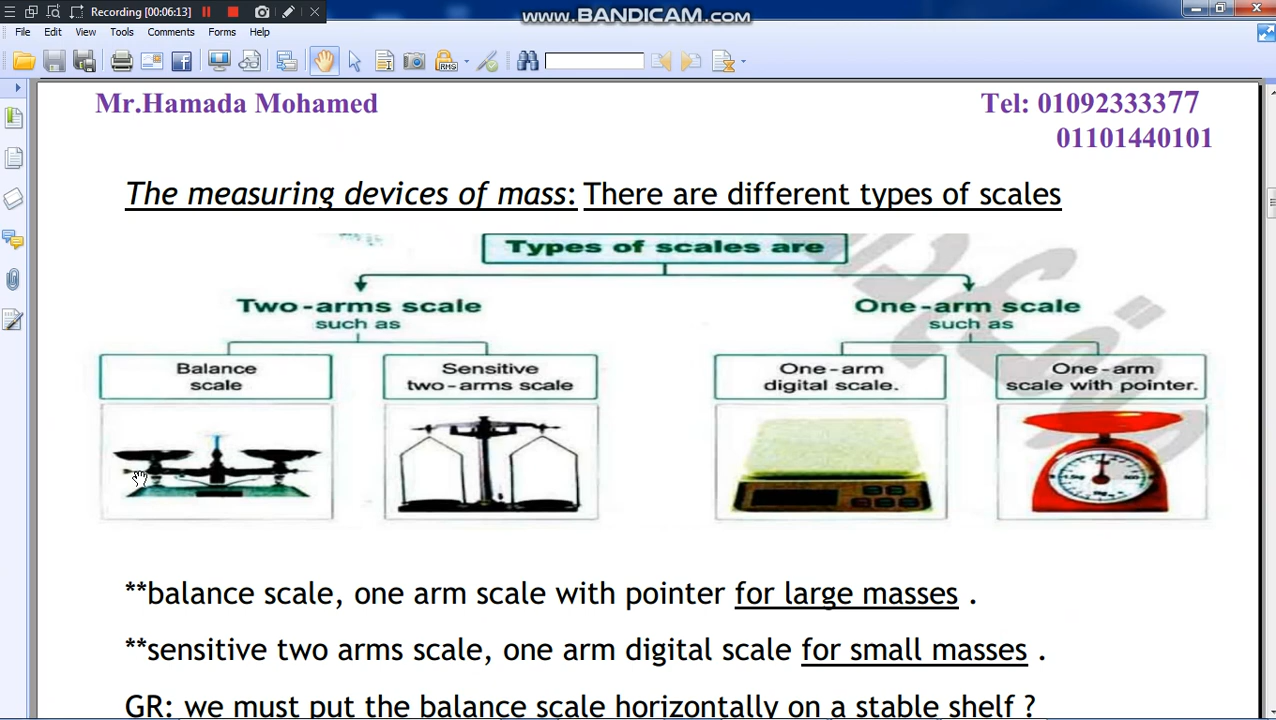 Recording [00:06:13]
www.BANDICAM.com
File Edit View Tools Comments Forms Help
Mr.Hamada Mohamed
Tel: 01092333377
01101440101
The measuring devices of mass: There are different types of scales
Types of scales are
Two-arms scale
such as
One-arm scale
such as
Balance
scale
Sensitive
two-arms scale
One-arm
digital scale.
One-arm
scale with pointer.
**balance scale, one arm scale with pointer for large masses .
**sensitive two arms scale, one arm digital scale for small masses .
GR: we must put the balance scale horizontally on a stable shelf ?